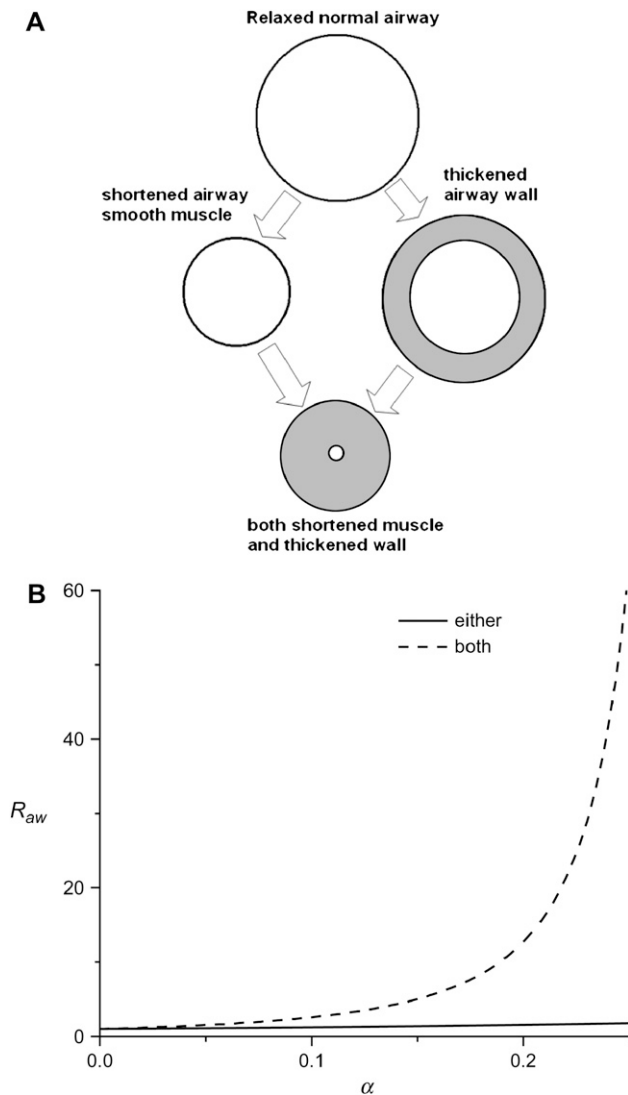 A
Relaxed normal airway
shortened airway
smooth muscle
thickened
airway wall
both shortened muscle
and thickened wall
B
60
either
both
40
R_aw
20
0
0.0
0.1
0.2
α